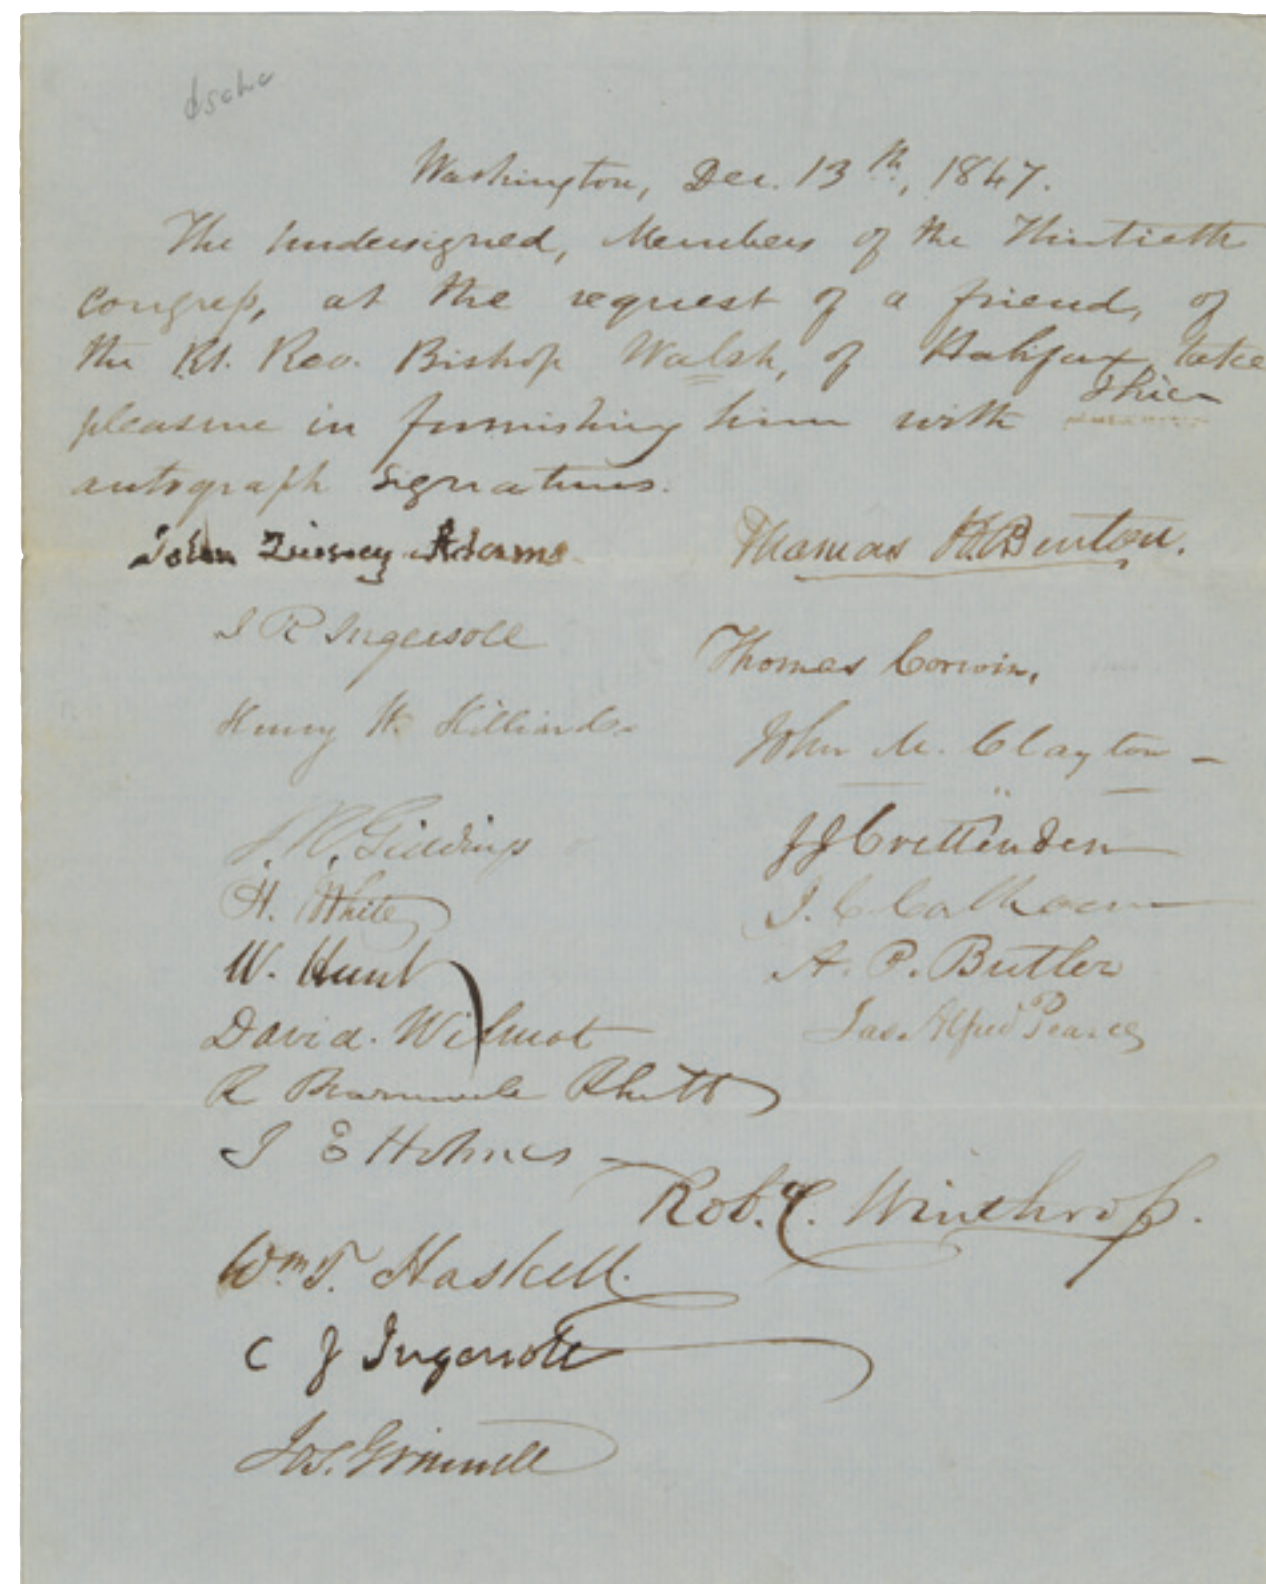 Washington, Dec. 13th, 1847.
The Undersigned, Members of the Thirtieth
Congreſs, at the request of a friend, of
the Rt. Rev. Bishop Walsh, of Halifax, take
pleasure in furnishing him with their
autograph signatures.
John Quincy Adams
Thomas H. Benton.
J R Ingersoll
Thomas Corwin,
Henry W. Hilliard
John M. Clayton –
J. R. Giddings
J J Crittenden
H. White
J. C. Calhoun
W. Hunt
A. P. Butler
David. Wilmot
Jas. Alfred Pearce
R Barnwell Rhett
I E Holmes
Rob. C. Winthrop.
Wm T. Haskell.
C J Ingersoll
Jos. Grinnell